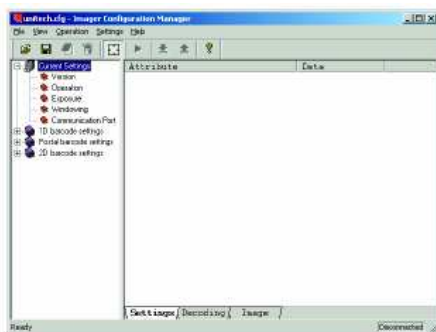 unitech.cfg - Imager Configuration Manager
File View Operation Settings Help
Attribute Data
Current Settings
Version
Operation
Exposure
Windowing
Communication Port
1D barcode settings
Postal barcode settings
2D barcode settings
Settings Decoding Image
Ready Disconnected